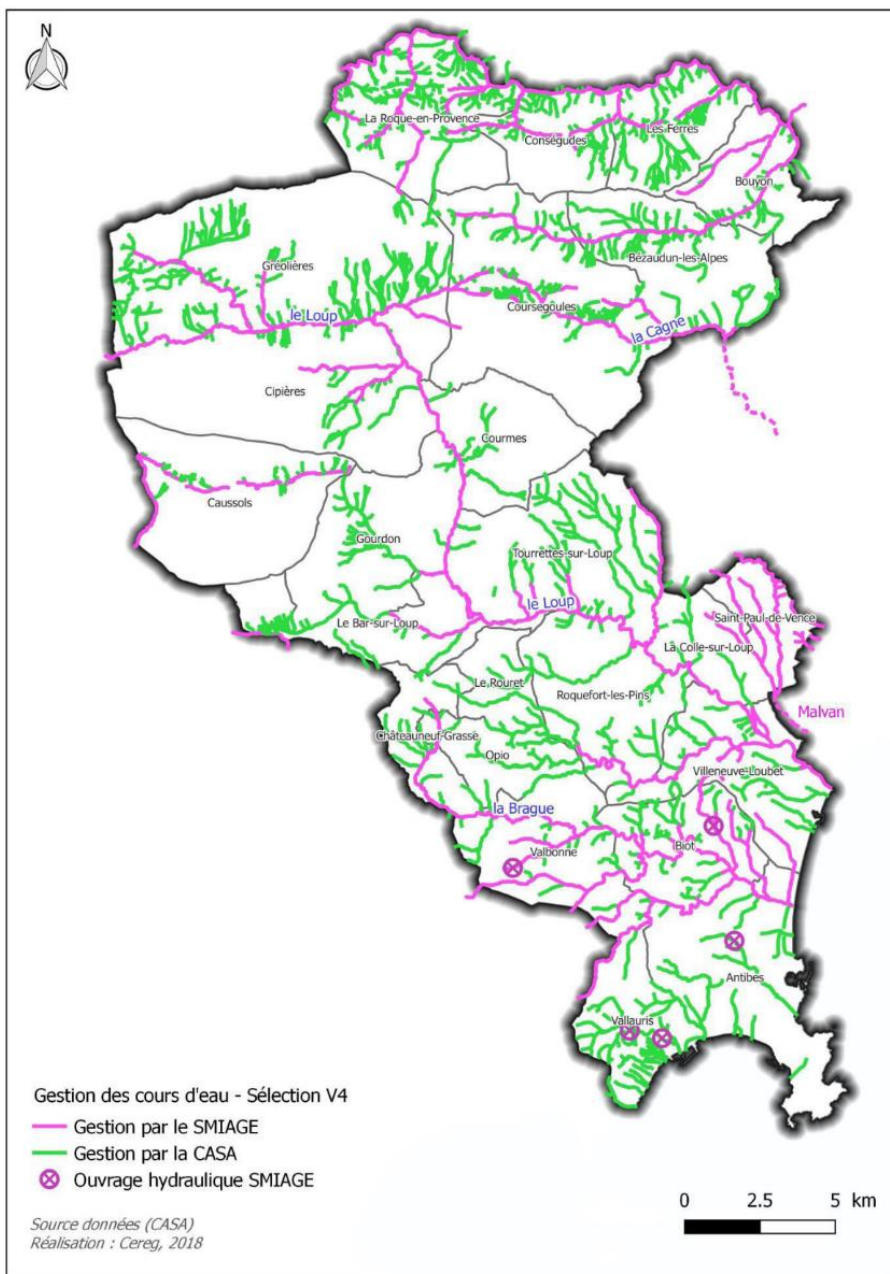 N
La Roque-en-Provence
Conségudes
Les Ferres
Bouyon
Gréolières
Bézaudun-les-Alpes
le Loup
Coursegoules
la Cagne
Cipières
Courmes
Caussols
Gourdon
Tourrettes-sur-Loup
le Loup
Saint-Paul-de-Vence
Le Bar-sur-Loup
La Colle-sur-Loup
Le Rouret
Roquefort-les-Pins
Malvan
Châteauneuf-Grasse
Opio
Villeneuve-Loubet
la Brague
Valbonne
Biot
Antibes
Vallauris
Gestion des cours d'eau - Sélection V4
Gestion par le SMIAGE
Gestion par la CASA
Ouvrage hydraulique SMIAGE
0 2.5 5 km
Source données (CASA)
Réalisation : Cereg, 2018